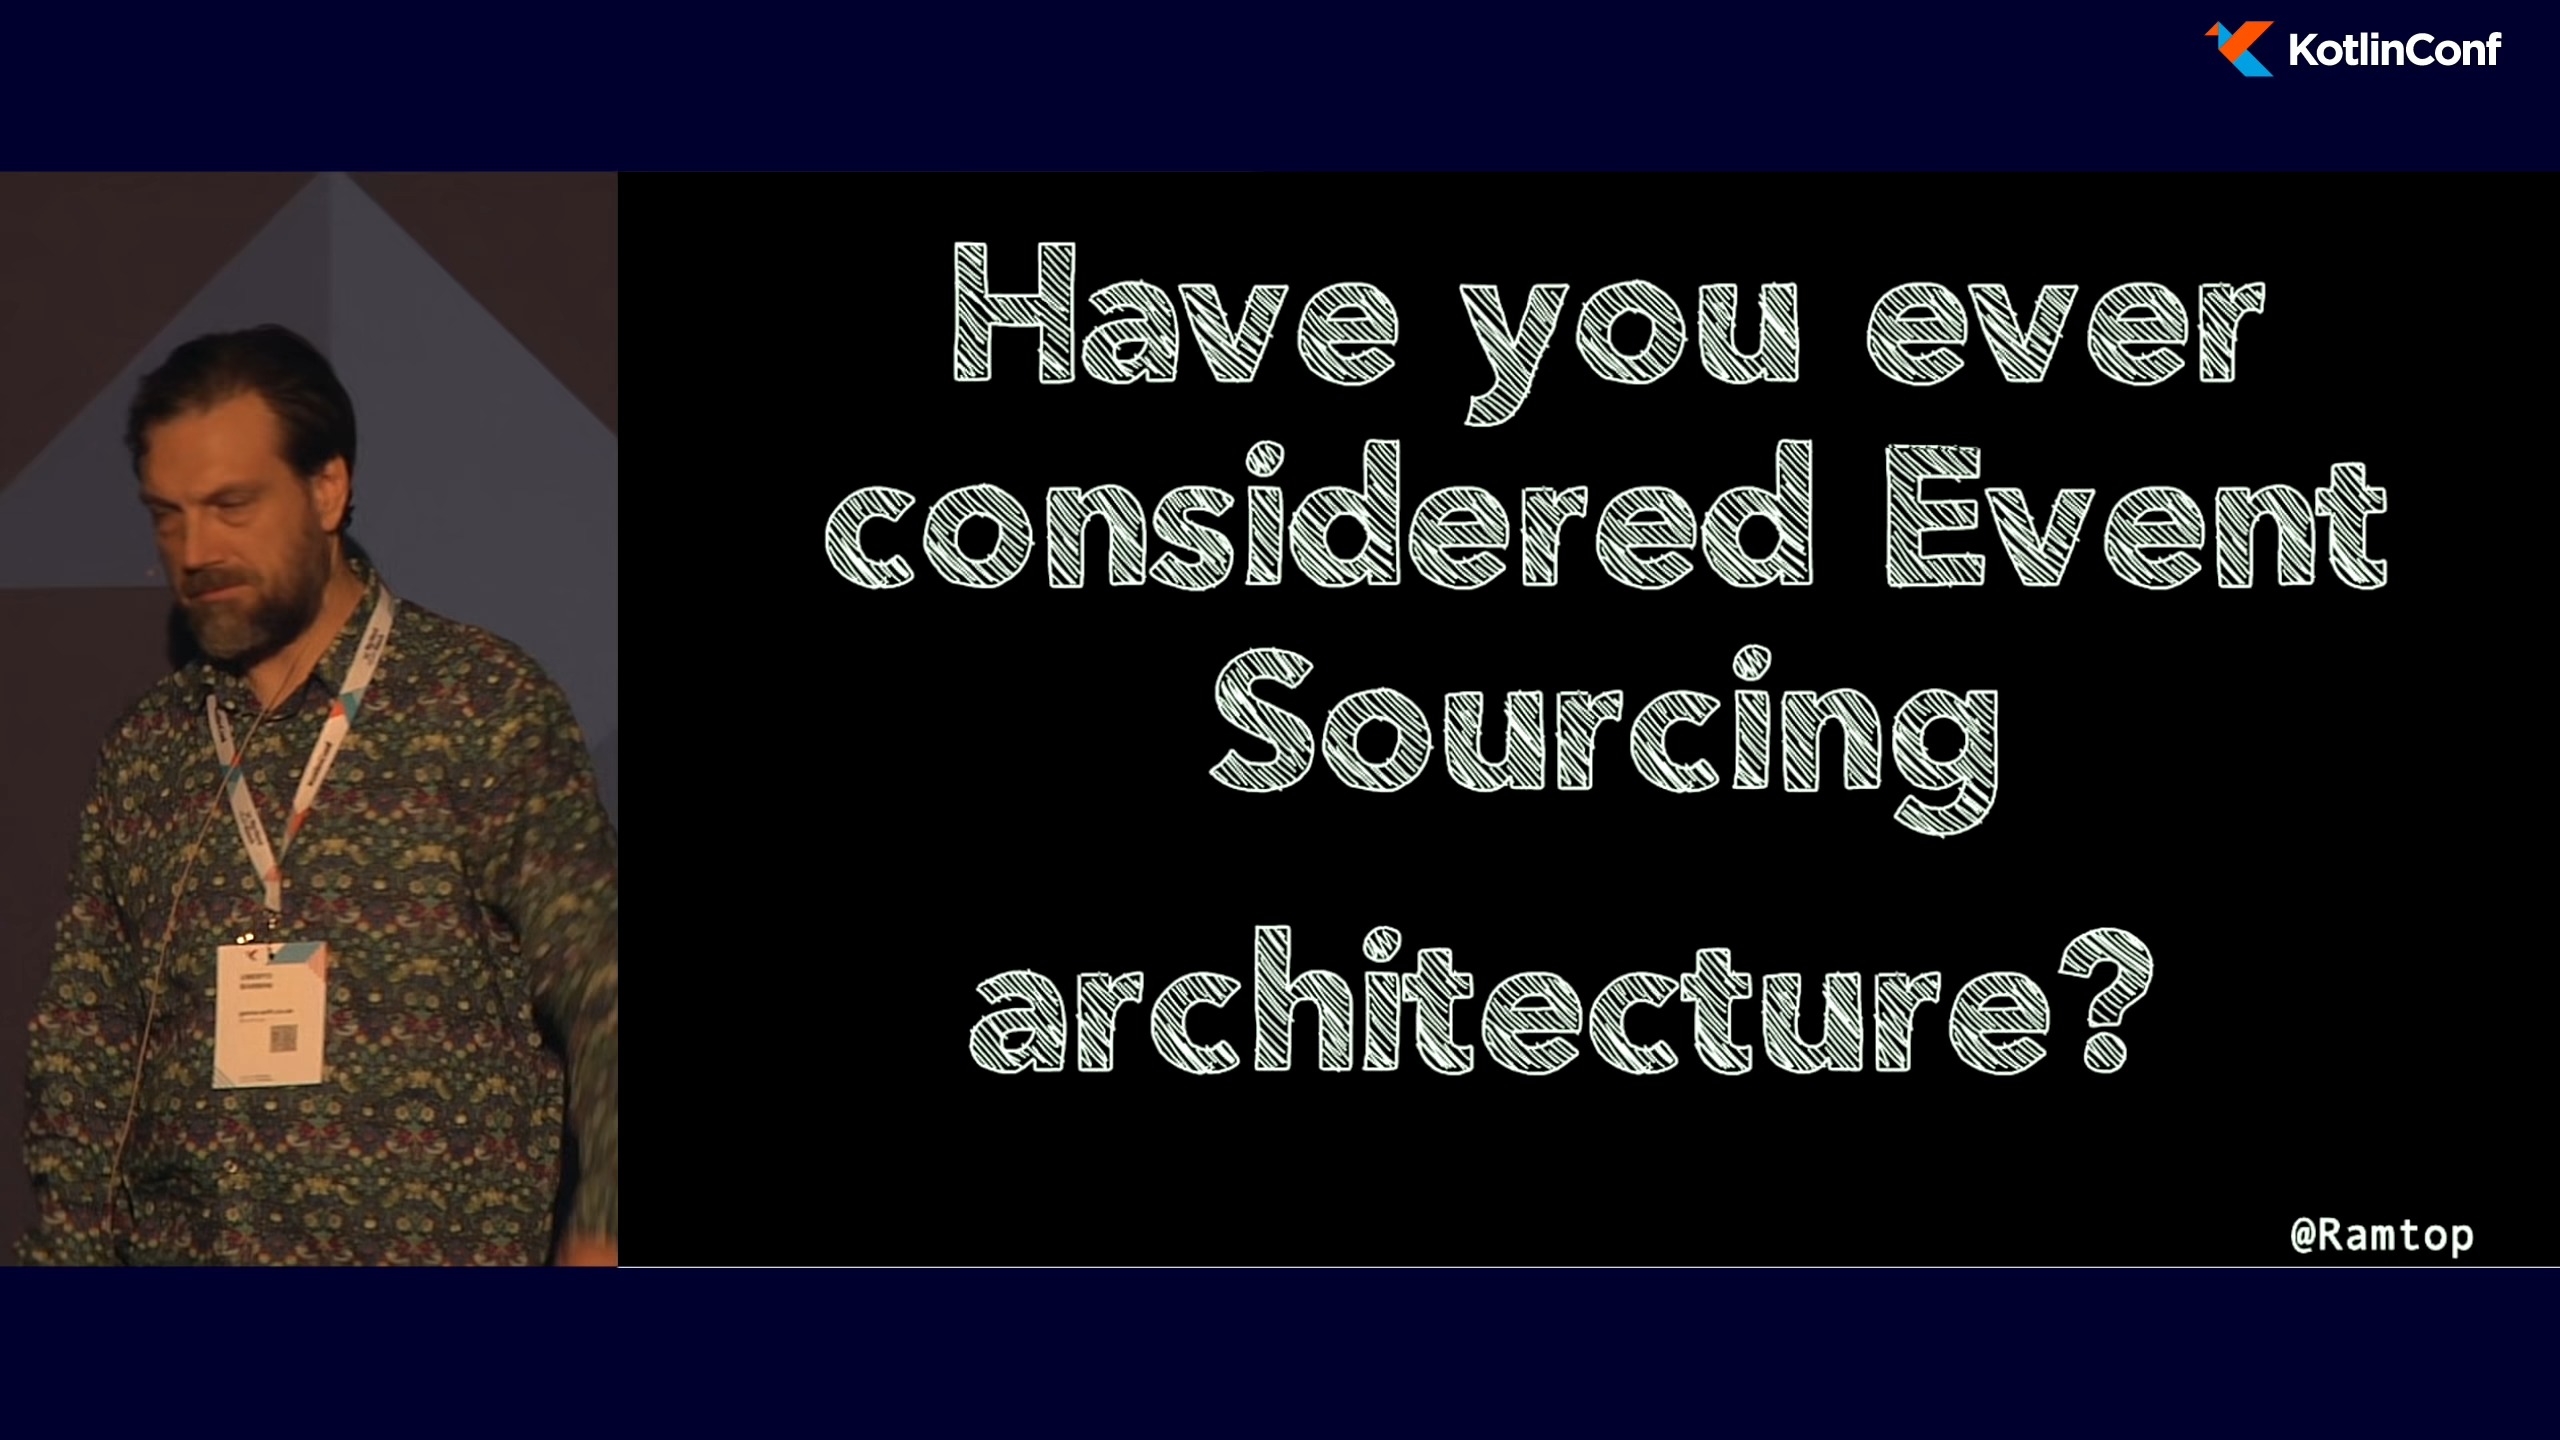 KotlinConf
Have you ever
considered Event
Sourcing
architecture?
@Ramtop